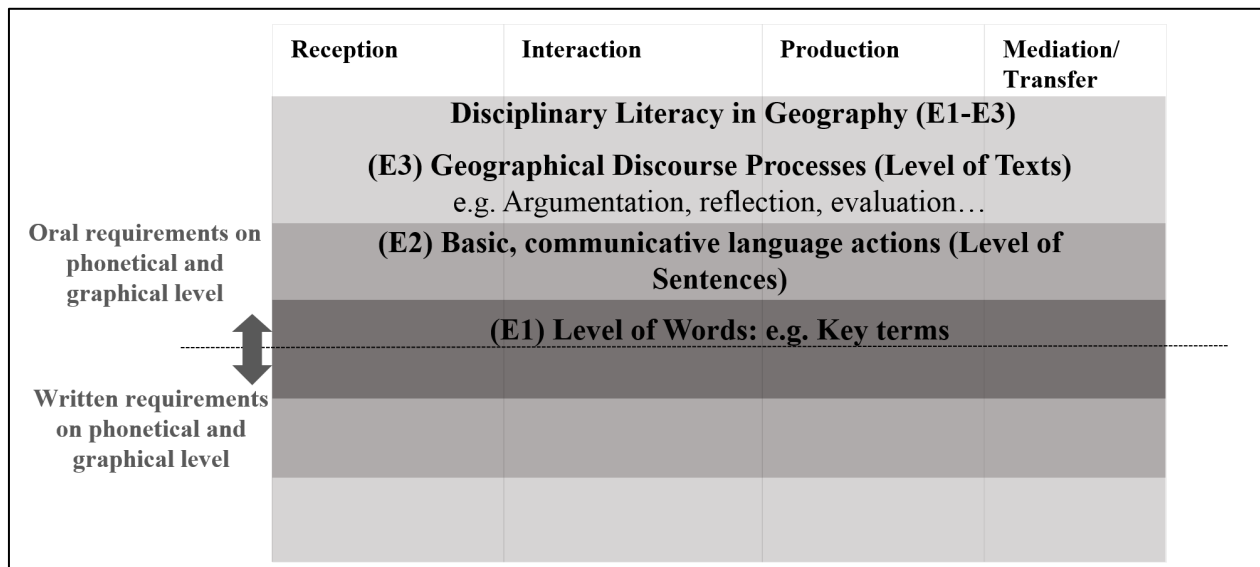 Reception
Interaction
Production
Mediation/
Transfer
Disciplinary Literacy in Geography (E1-E3)
(E3) Geographical Discourse Processes (Level of Texts)
e.g. Argumentation, reflection, evaluation…
(E2) Basic, communicative language actions (Level of
Sentences)
(E1) Level of Words: e.g. Key terms
Oral requirements on
phonetical and
graphical level
Written requirements
on phonetical and
graphical level